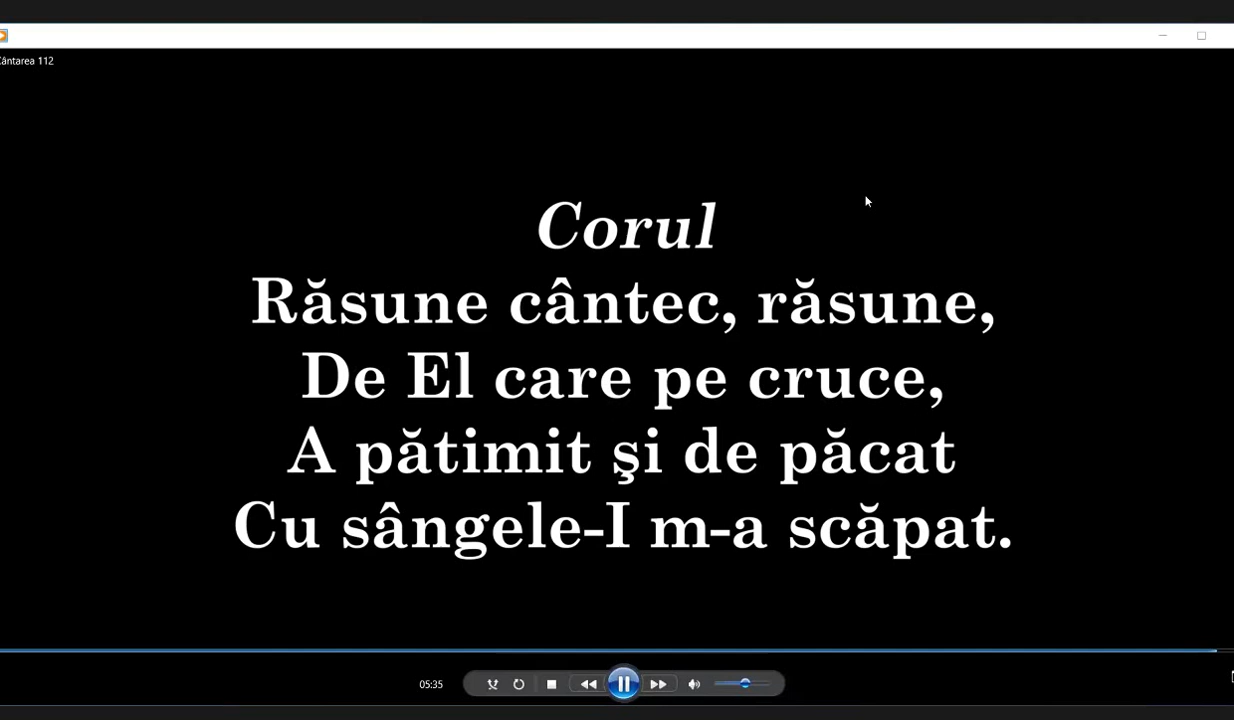 Cântarea 112
Corul
Răsune cântec, răsune,
De El care pe cruce,
A pătimit şi de păcat
Cu sângele-I m-a scăpat.
05:35